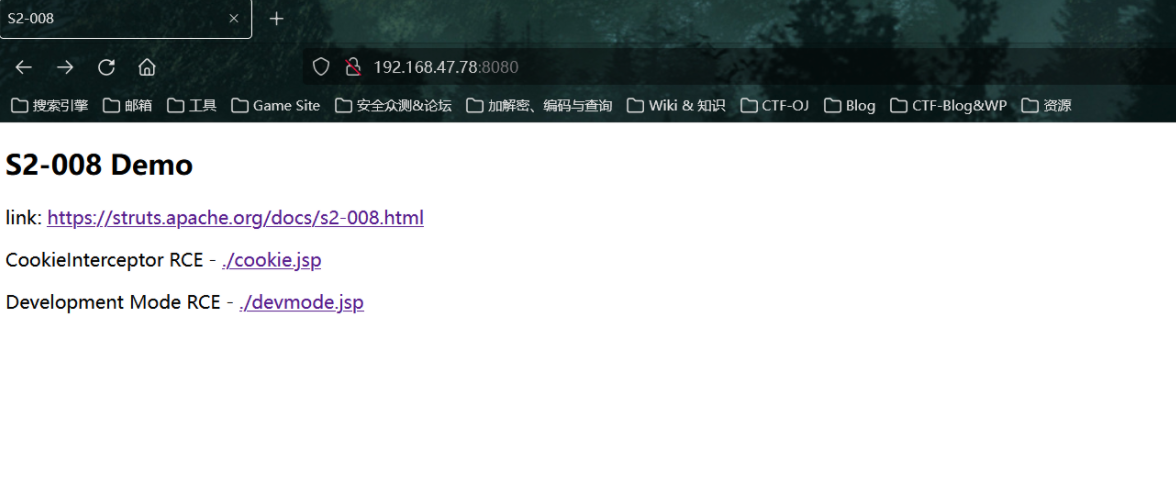 S2-008
192.168.47.78:8080
搜索引擎 邮箱 工具 Game Site 安全众测&论坛 加解密、编码与查询 Wiki & 知识 CTF-OJ Blog CTF-Blog&WP 资源
S2-008 Demo
link: https://struts.apache.org/docs/s2-008.html
CookieInterceptor RCE - ./cookie.jsp
Development Mode RCE - ./devmode.jsp